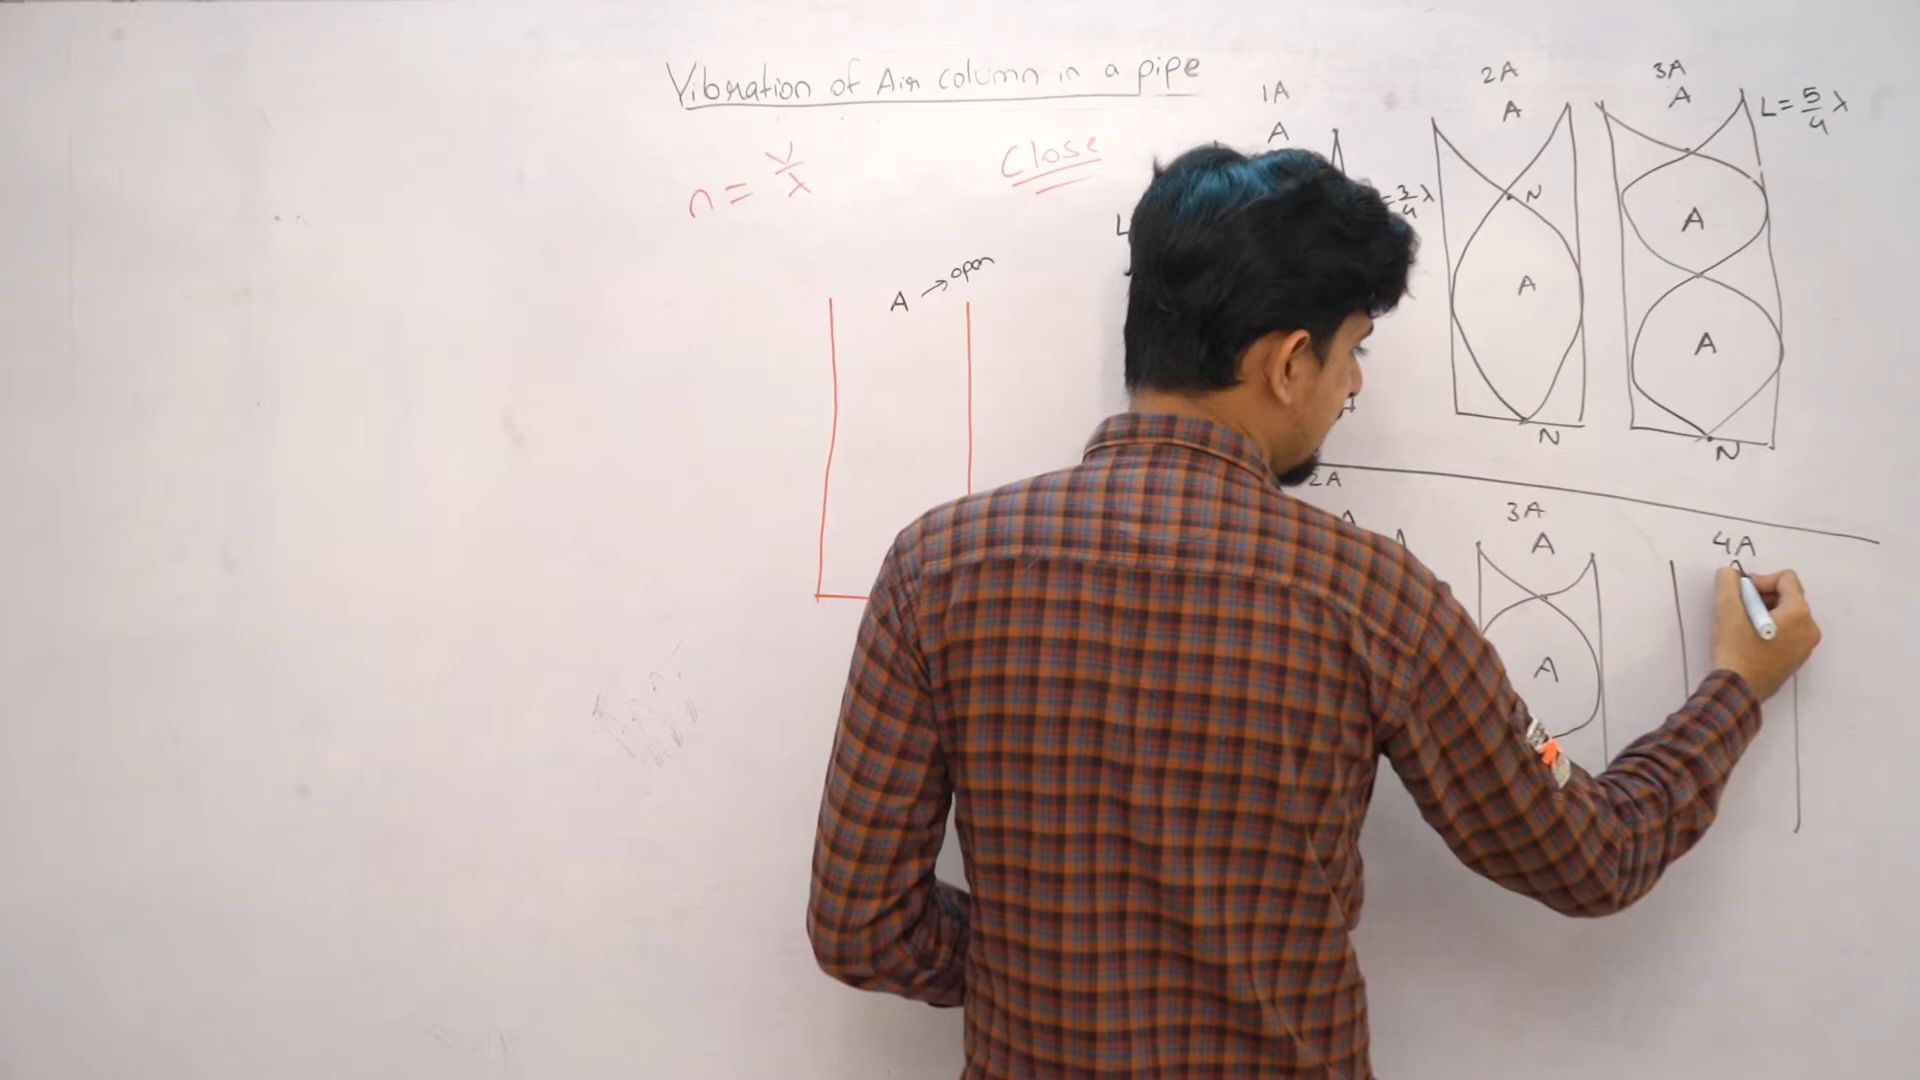 Vibration of Air column in a pipe
n = V/λ
Close
A → open
1A
A
L
= 3/4 λ
2A
A
N
A
N
3A
A
L = 5/4 λ
A
A
N
2A
A
3A
A
A
4A